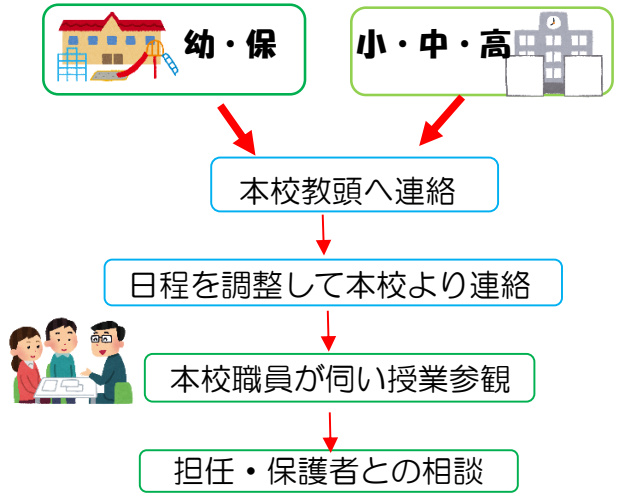 幼・保
小・中・高
本校教頭へ連絡
日程を調整して本校より連絡
本校職員が伺い授業参観
担任・保護者との相談